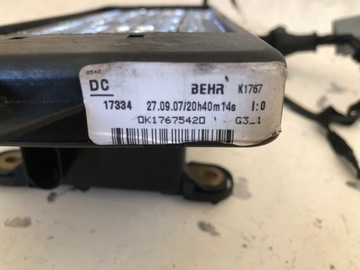 DC BEHR K1767
17334 27.09.07/20h40m14s I:0
0K17675420 G3_1